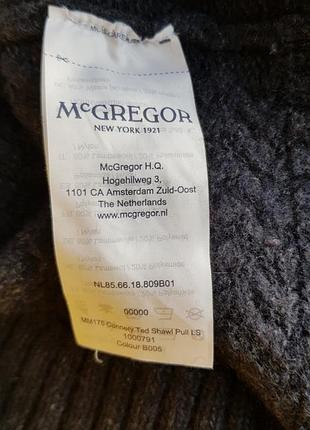 McGREGOR
NEW YORK 1921
McGregor H.Q.
Hogehilweg 3,
1101 CA Amsterdam Zuid-Oost
The Netherlands
www.mcgregor.nl
NL85.66.18.809B01
00000
MM175 Connery Ted Shawl Pull LS
1000791
Colour B005